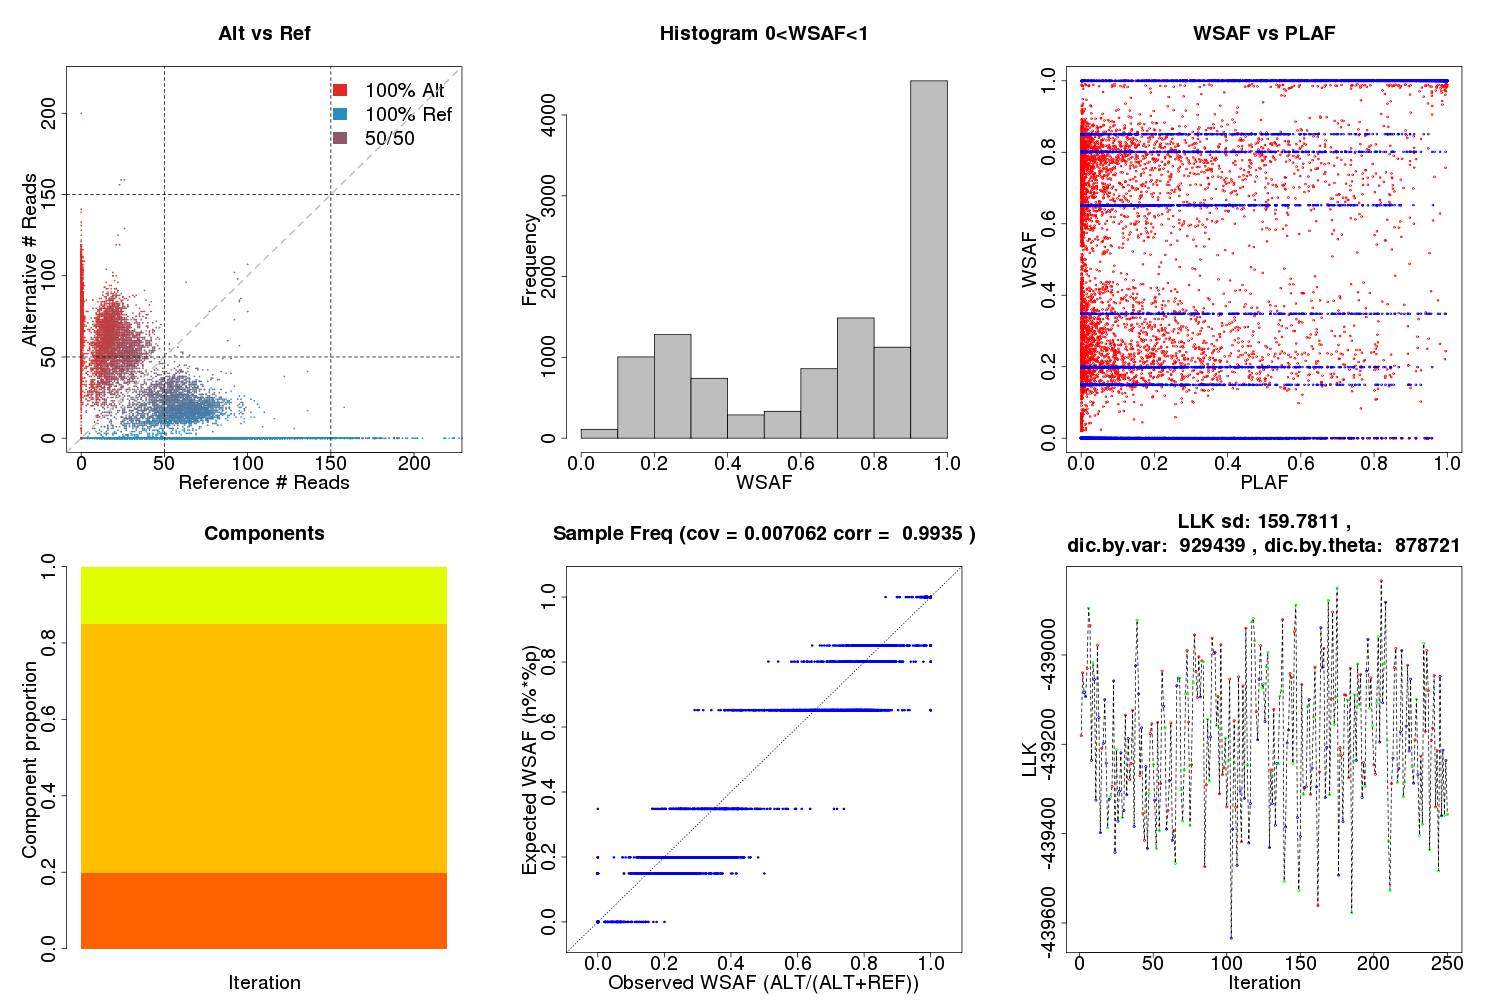 Alt vs Ref
100% Alt
100% Ref
50/50
Alternative # Reads
0 50 100 150 200
0 50 100 150 200
Reference # Reads
Histogram 0<WSAF<1
Frequency
0 1000 2000 3000 4000
0.0 0.2 0.4 0.6 0.8 1.0
WSAF
WSAF vs PLAF
WSAF
0.0 0.2 0.4 0.6 0.8 1.0
0.0 0.2 0.4 0.6 0.8 1.0
PLAF
Components
Component proportion
0.0 0.2 0.4 0.6 0.8 1.0
Iteration
Sample Freq (cov = 0.007062 corr = 0.9935 )
Expected WSAF (h%*%p)
0.0 0.2 0.4 0.6 0.8 1.0
0.0 0.2 0.4 0.6 0.8 1.0
Observed WSAF (ALT/(ALT+REF))
LLK sd: 159.7811 ,
dic.by.var: 929439 , dic.by.theta: 878721
LLK
-439600 -439400 -439200 -439000
0 50 100 150 200 250
Iteration